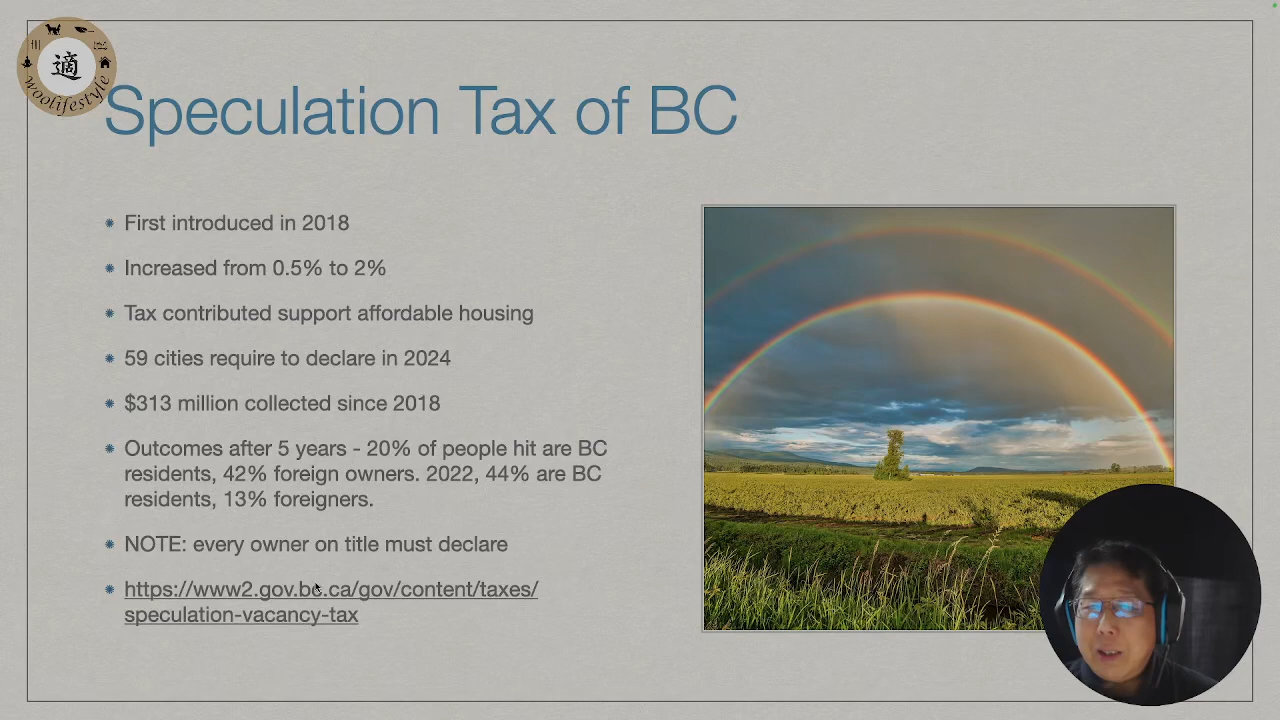 適
woolifestyle
Speculation Tax of BC
First introduced in 2018
Increased from 0.5% to 2%
Tax contributed support affordable housing
59 cities require to declare in 2024
$313 million collected since 2018
Outcomes after 5 years - 20% of people hit are BC
residents, 42% foreign owners. 2022, 44% are BC
residents, 13% foreigners.
NOTE: every owner on title must declare
https://www2.gov.bc.ca/gov/content/taxes/
speculation-vacancy-tax